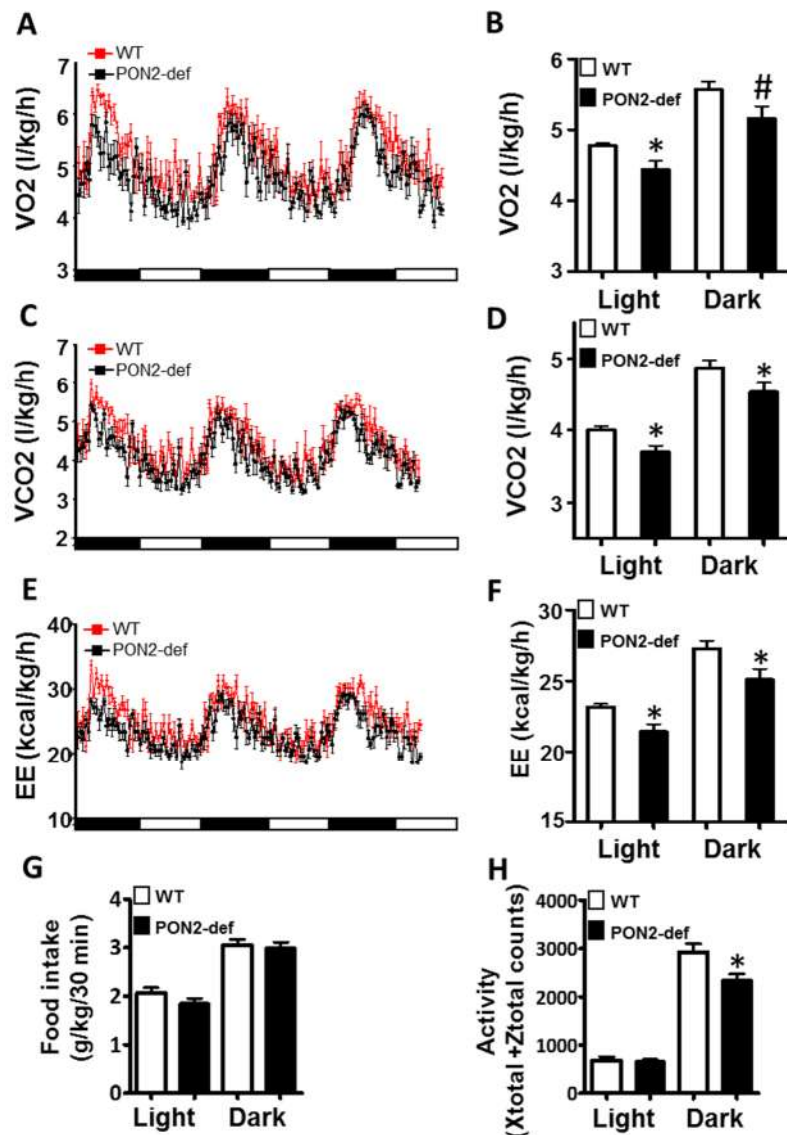 A
WT
PON2-def
VO2 (l/kg/h)
7
6
5
4
3
B
WT
PON2-def
VO2 (l/kg/h)
6
5
4
3
*
#
Light
Dark
C
WT
PON2-def
VCO2 (l/kg/h)
7
6
5
4
3
2
D
WT
PON2-def
VCO2 (l/kg/h)
5
4
3
*
*
Light
Dark
E
WT
PON2-def
EE (kcal/kg/h)
40
30
20
10
F
WT
PON2-def
EE (kcal/kg/h)
30
25
20
15
*
*
Light
Dark
G
WT
PON2-def
Food intake
(g/kg/30 min)
4
3
2
1
0
Light
Dark
H
WT
PON2-def
Activity
(Xtotal +Ztotal counts)
4000
3000
2000
1000
0
*
Light
Dark